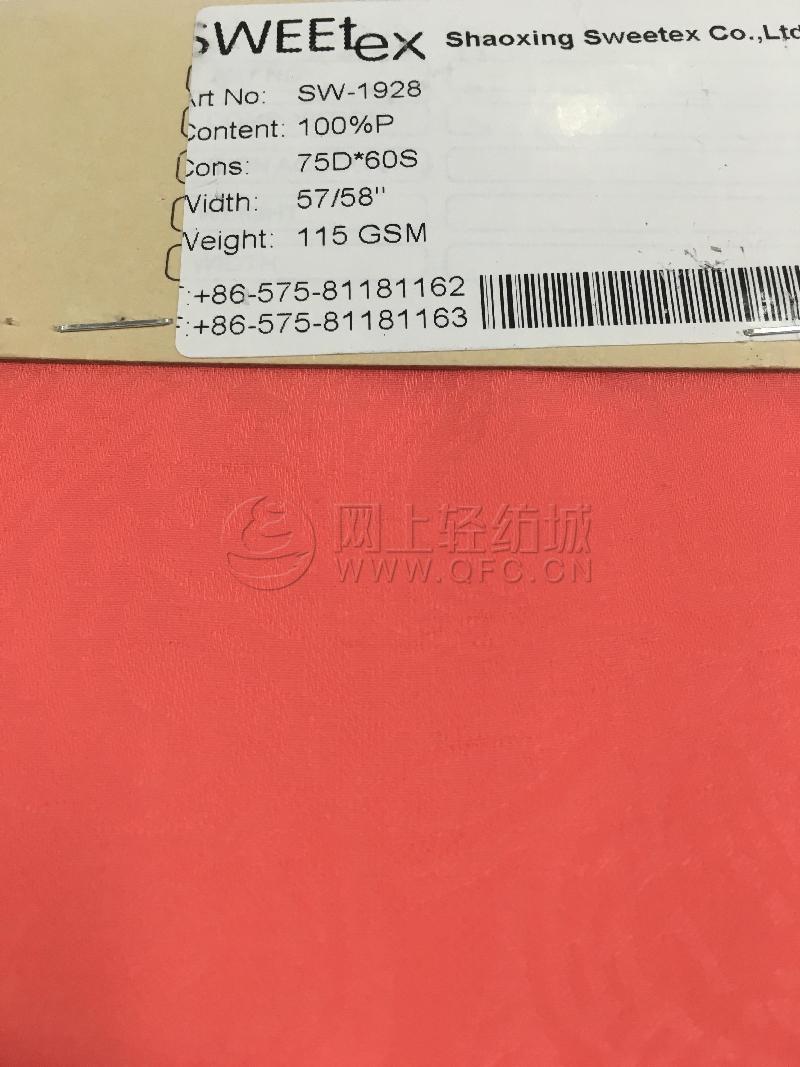 SWEEtex Shaoxing Sweetex Co.,Ltd
Art No: SW-1928
Content: 100%P
Cons: 75D*60S
Width: 57/58"
Weight: 115 GSM
:+86-575-81181162
F:+86-575-81181163
网上轻纺城
WWW.QFC.CN